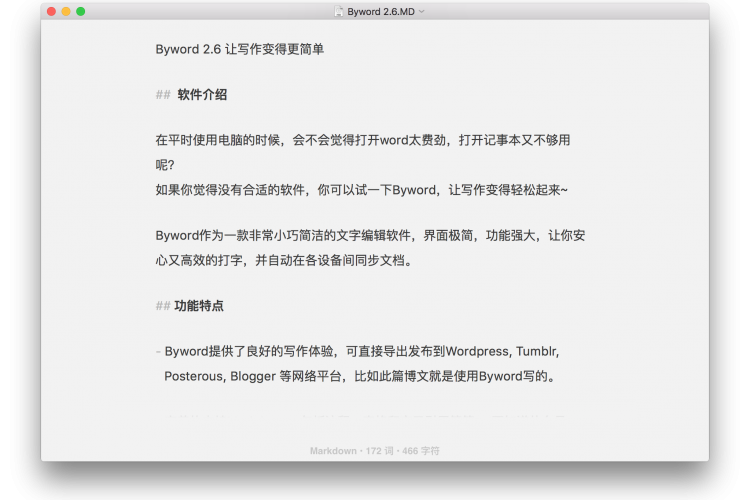 Byword 2.6.MD
Byword 2.6 让写作变得更简单
## 软件介绍
在平时使用电脑的时候，会不会觉得打开word太费劲，打开记事本又不够用
呢？
如果你觉得没有合适的软件，你可以试一下Byword，让写作变得轻松起来~
Byword作为一款非常小巧简洁的文字编辑软件，界面极简，功能强大，让你安
心又高效的打字，并自动在各设备间同步文档。
## 功能特点
- Byword提供了良好的写作体验，可直接导出发布到Wordpress, Tumblr,
Posterous, Blogger 等网络平台，比如此篇博文就是使用Byword写的。
Markdown・172 词・466 字符